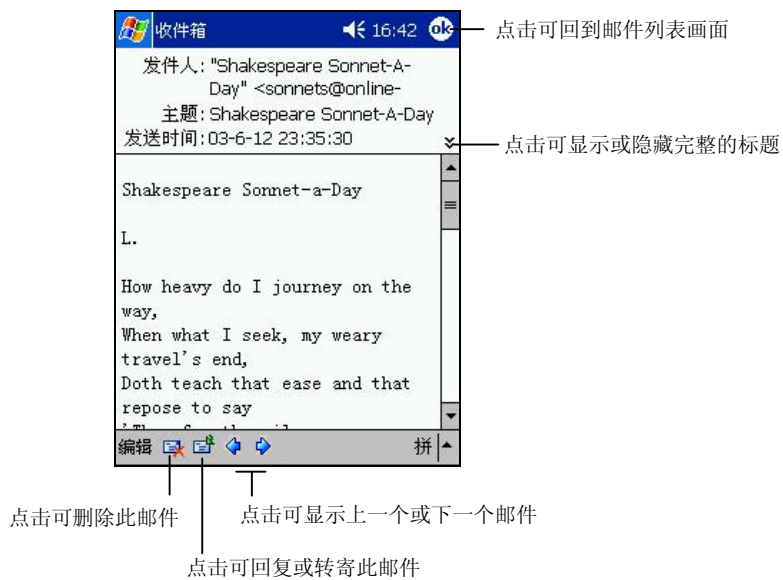 收件箱 16:42 ok
点击可回到邮件列表画面
发件人: "Shakespeare Sonnet-A-
Day" <sonnets@online-
主题: Shakespeare Sonnet-A-Day
发送时间: 03-6-12 23:35:30
点击可显示或隐藏完整的标题
Shakespeare Sonnet-a-Day
L.
How heavy do I journey on the
way,
When what I seek, my weary
travel's end,
Doth teach that ease and that
repose to say
编辑 拼
点击可删除此邮件
点击可显示上一个或下一个邮件
点击可回复或转寄此邮件